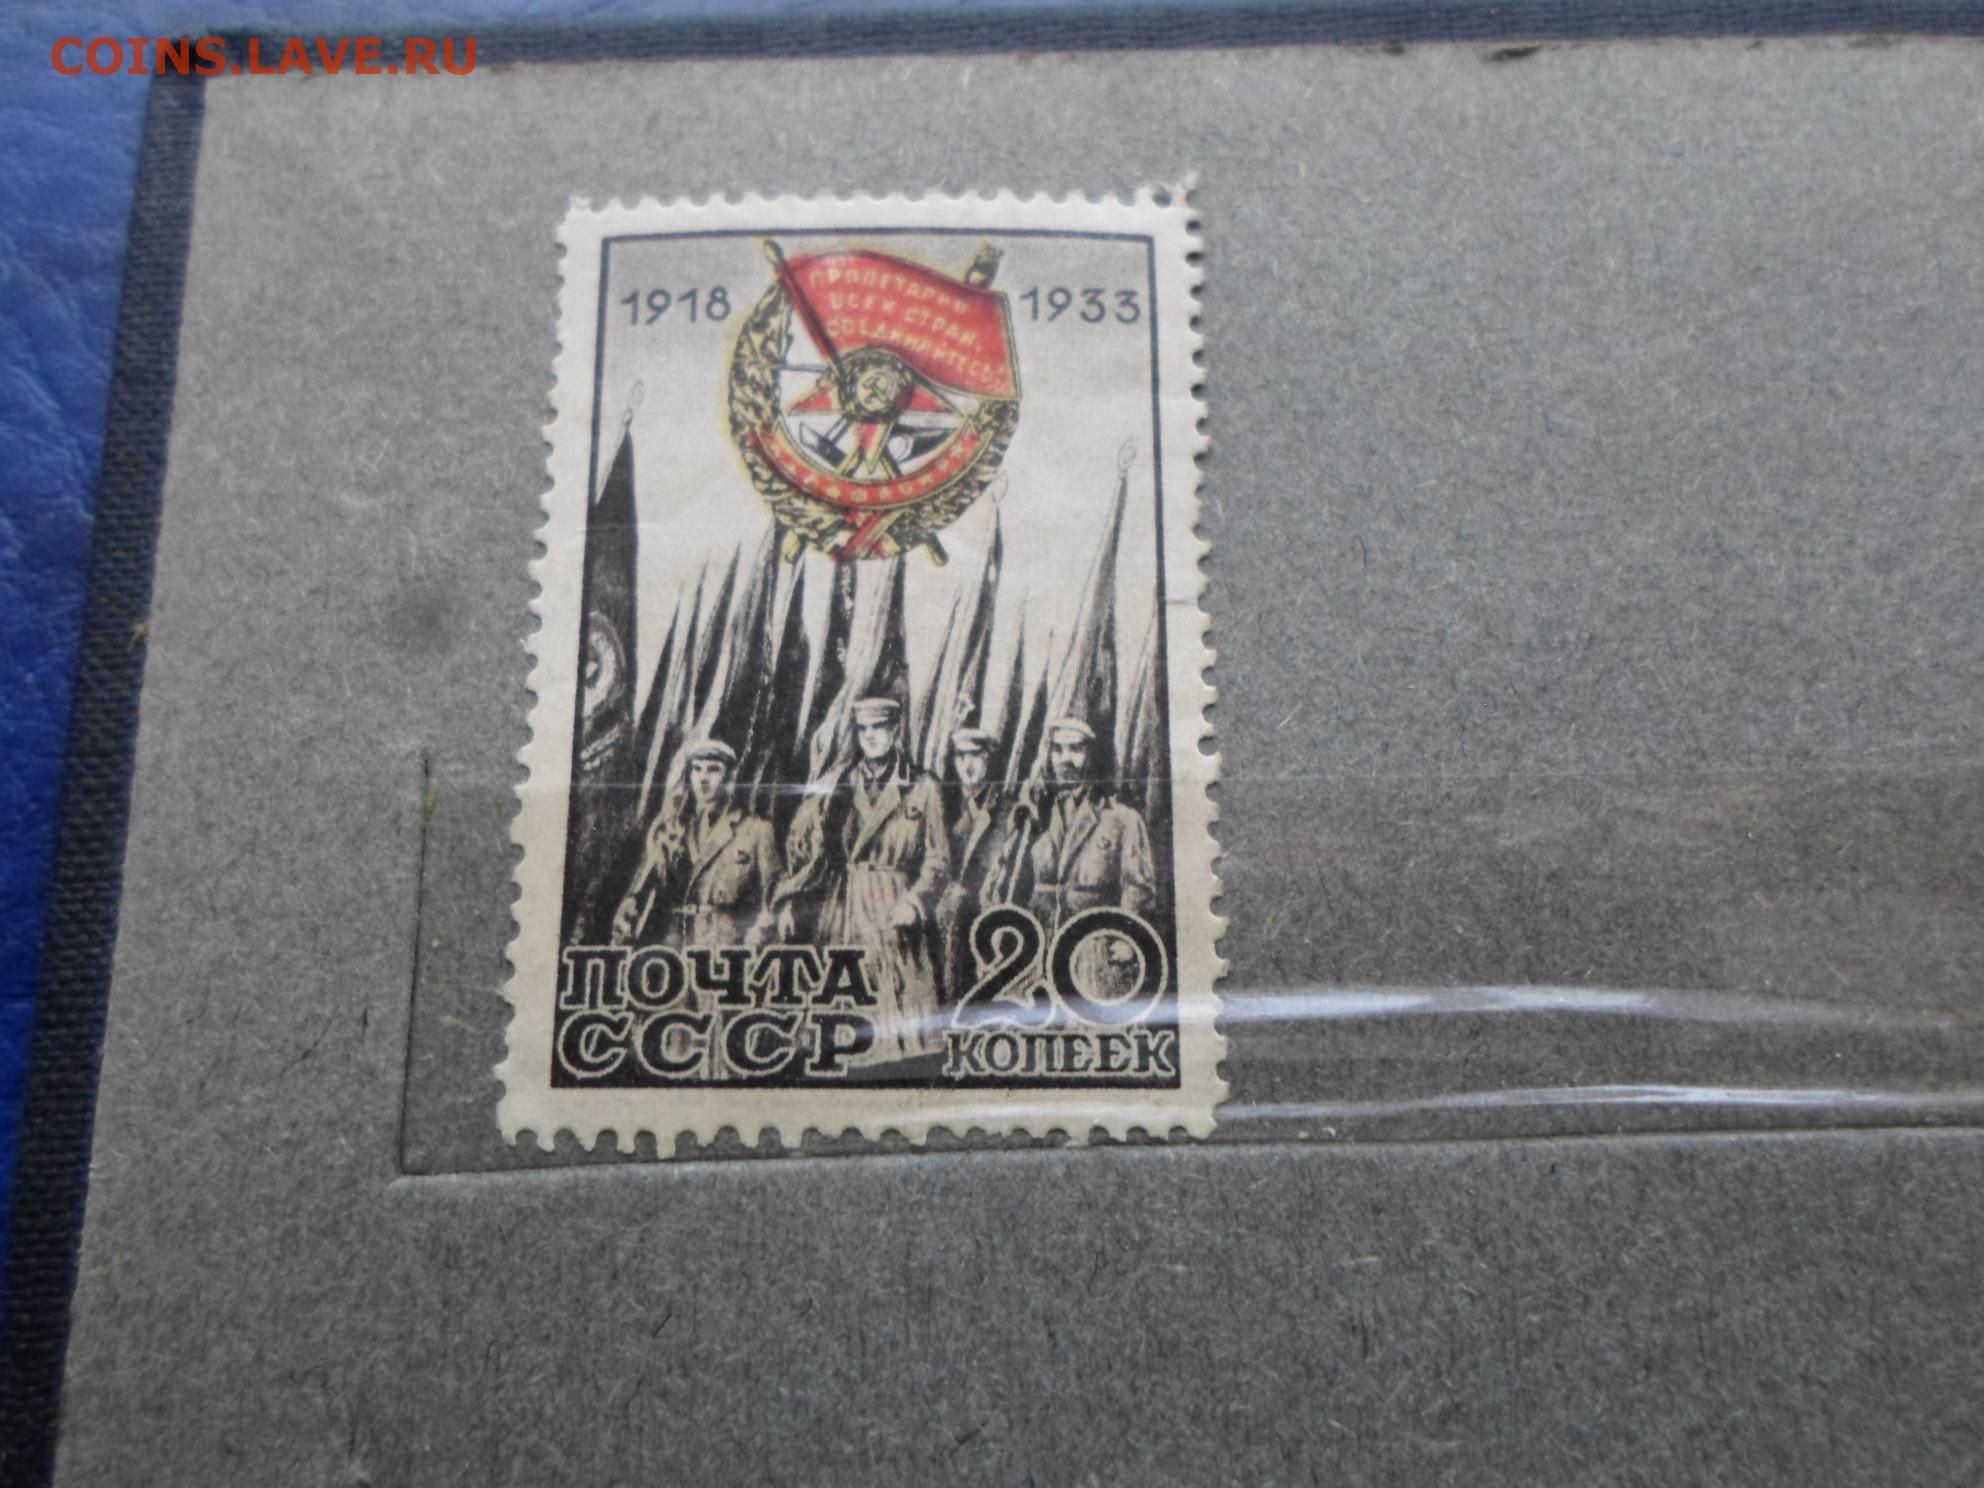 COINS.LAVE.RU
1918
1933
ПРОЛЕТАРИИ
ВСЕХ СТРАН,
СОЕДИНЯЙТЕСЬ!
ПОЧТА
СССР
20
КОПЕЕК